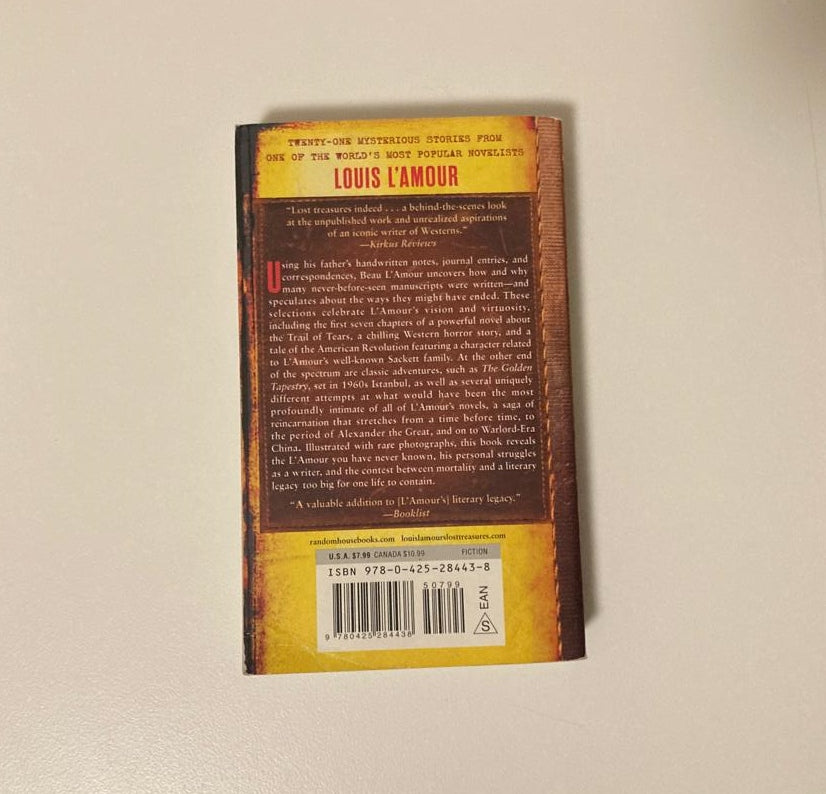 TWENTY-ONE MYSTERIOUS STORIES FROM
ONE OF THE WORLD'S MOST POPULAR NOVELISTS
LOUIS L'AMOUR
"Lost treasures indeed . . . a behind-the-scenes look
at the unpublished work and unrealized aspirations
of an iconic writer of Westerns."
—Kirkus Reviews
Using his father's handwritten notes, journal entries, and
correspondences, Beau L'Amour uncovers how and why
many never-before-seen manuscripts were written—and
speculates about the ways they might have ended. These
selections celebrate L'Amour's vision and virtuosity,
including the first seven chapters of a powerful novel about
the Trail of Tears, a chilling Western horror story, and a
tale of the American Revolution featuring a character related
to L'Amour's well-known Sackett family. At the other end
of the spectrum are classic adventures, such as The Golden
Tapestry, set in 1960s Istanbul, as well as several uniquely
different attempts at what would have been the most
profoundly intimate of all of L'Amour's novels, a saga of
reincarnation that stretches from a time before time, to
the period of Alexander the Great, and on to Warlord-Era
China. Illustrated with rare photographs, this book reveals
the L'Amour you have never known, his personal struggles
as a writer, and the contest between mortality and a literary
legacy too big for one life to contain.
"A valuable addition to [L'Amour's] literary legacy."
—Booklist
randomhousebooks.com louislamourslosttreasures.com
U.S.A. $7.99 CANADA $10.99 FICTION
ISBN 978-0-425-28443-8
50799
9 780425 284438
S EAN